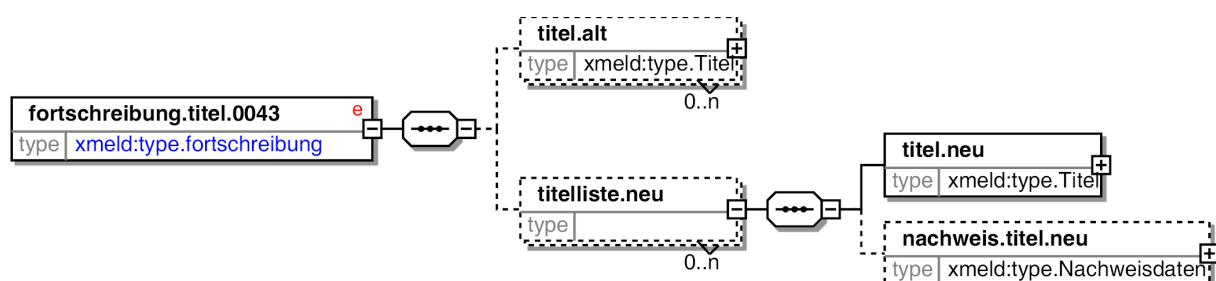 titel.alt
type xmeld:type.Titel
0..n
fortschreibung.titel.0043 e
type xmeld:type.fortschreibung
titel.neu
type xmeld:type.Titel
titelliste.neu
type
0..n
nachweis.titel.neu
type xmeld:type.Nachweisdaten